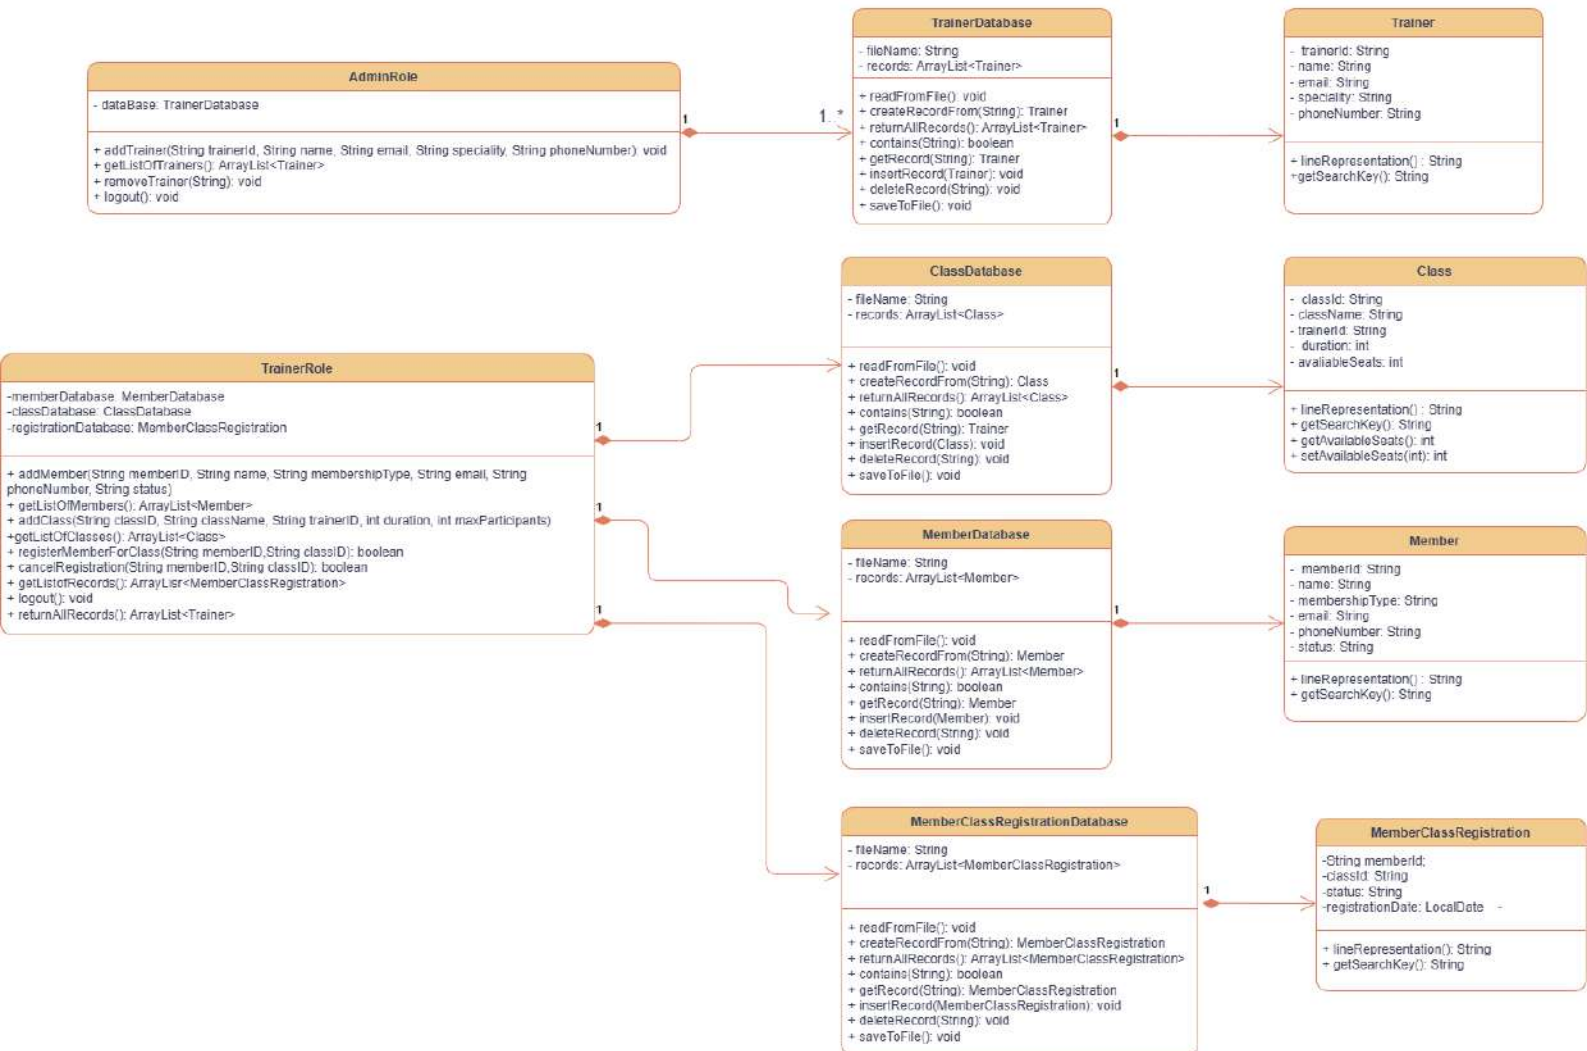 AdminRole
- dataBase: TrainerDatabase
+ addTrainer(String trainerId, String name, String email, String speciality, String phoneNumber): void
+ getListOfTrainers(): ArrayList<Trainer>
+ removeTrainer(String): void
+ logout(): void
1
1..*
TrainerDatabase
- fileName: String
- records: ArrayList<Trainer>
+ readFromFile(): void
+ createRecordFrom(String): Trainer
+ returnAllRecords(): ArrayList<Trainer>
+ contains(String): boolean
+ getRecord(String): Trainer
+ insertRecord(Trainer): void
+ deleteRecord(String): void
+ saveToFile(): void
1
Trainer
- trainerId: String
- name: String
- email: String
- speciality: String
- phoneNumber: String
+ lineRepresentation() : String
+getSearchKey(): String
TrainerRole
-memberDatabase: MemberDatabase
-classDatabase: ClassDatabase
-registrationDatabase: MemberClassRegistration
+ addMember(String memberID, String name, String membershipType, String email, String
phoneNumber, String status)
+ getListOfMembers(): ArrayList<Member>
+ addClass(String classID, String className, String trainerID, int duration, int maxParticipants)
+getListOfClasses(): ArrayList<Class>
+ registerMemberForClass(String memberID,String classID): boolean
+ cancelRegistration(String memberID,String classID): boolean
+ getListofRecords(): ArrayList<MemberClassRegistration>
+ logout(): void
+ returnAllRecords(): ArrayList<Trainer>
1
1
1
ClassDatabase
- fileName: String
- records: ArrayList<Class>
+ readFromFile(): void
+ createRecordFrom(String): Class
+ returnAllRecords(): ArrayList<Class>
+ contains(String): boolean
+ getRecord(String): Trainer
+ insertRecord(Class): void
+ deleteRecord(String): void
+ saveToFile(): void
1
Class
- classId: String
- className: String
- trainerId: String
- duration: int
- avaliableSeats: int
+ lineRepresentation() : String
+ getSearchKey(): String
+ getAvailableSeats(): int
+ setAvailableSeats(int): int
MemberDatabase
- fileName: String
- records: ArrayList<Member>
+ readFromFile(): void
+ createRecordFrom(String): Member
+ returnAllRecords(): ArrayList<Member>
+ contains(String): boolean
+ getRecord(String): Member
+ insertRecord(Member): void
+ deleteRecord(String): void
+ saveToFile(): void
1
Member
- memberId: String
- name: String
- membershipType: String
- email: String
- phoneNumber: String
- status: String
+ lineRepresentation() : String
+ getSearchKey(): String
MemberClassRegistrationDatabase
- fileName: String
- records: ArrayList<MemberClassRegistration>
+ readFromFile(): void
+ createRecordFrom(String): MemberClassRegistration
+ returnAllRecords(): ArrayList<MemberClassRegistration>
+ contains(String): boolean
+ getRecord(String): MemberClassRegistration
+ insertRecord(MemberClassRegistration): void
+ deleteRecord(String): void
+ saveToFile(): void
1
MemberClassRegistration
-String memberId;
-classId: String
-status: String
-registrationDate: LocalDate -
+ lineRepresentation(): String
+ getSearchKey(): String